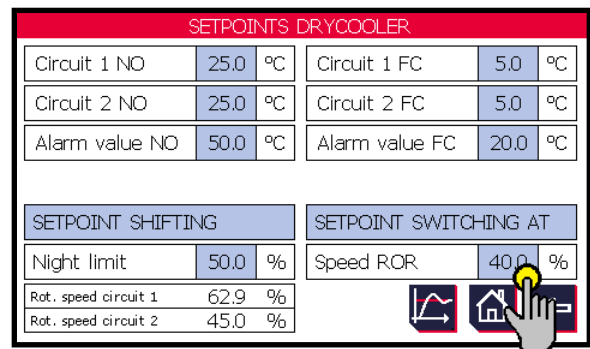 SETPOINTS DRYCOOLER
Circuit 1 NO 25.0 ºC Circuit 1 FC 5.0 ºC
Circuit 2 NO 25.0 ºC Circuit 2 FC 5.0 ºC
Alarm value NO 50.0 ºC Alarm value FC 20.0 ºC
SETPOINT SHIFTING SETPOINT SWITCHING AT
Night limit 50.0 % Speed ROR 40.0 %
Rot. speed circuit 1 62.9 %
Rot. speed circuit 2 45.0 %